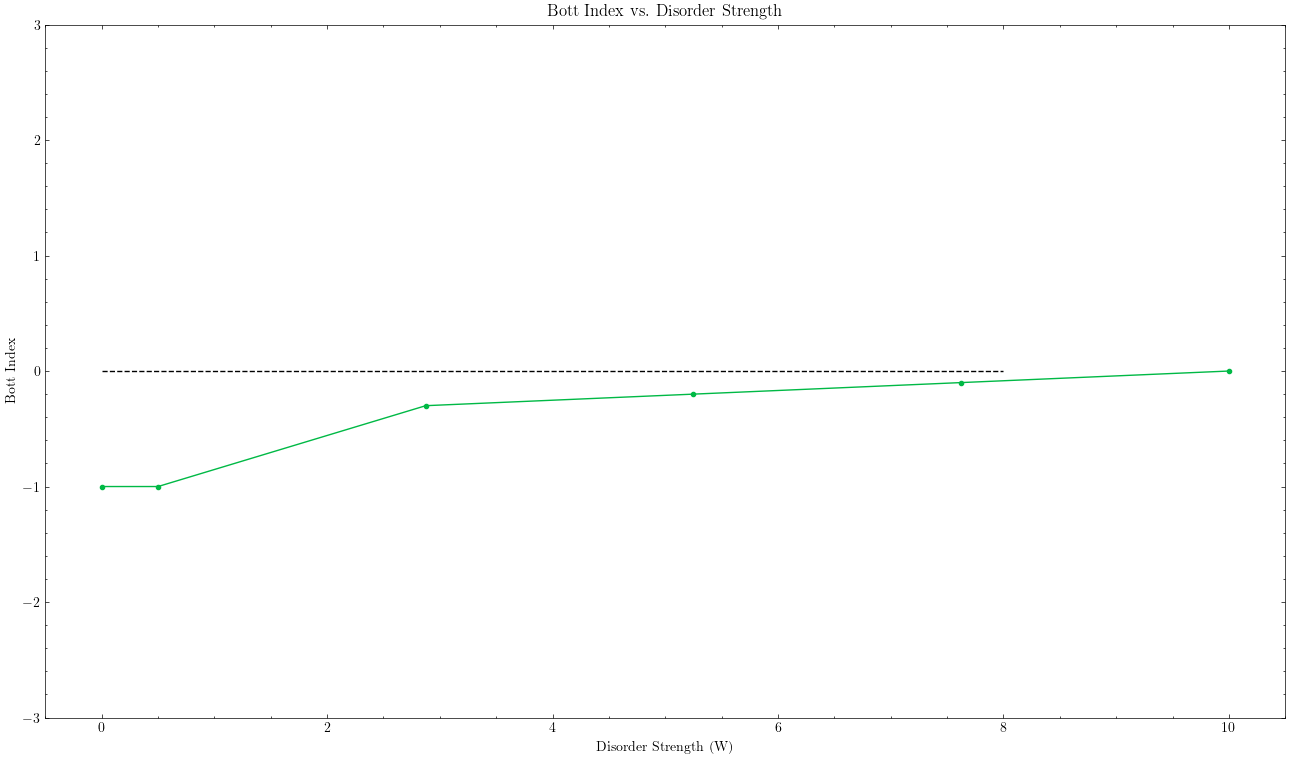 Bott Index vs. Disorder Strength
3
2
1
0
−1
−2
−3
Bott Index
0 2 4 6 8 10
Disorder Strength (W)